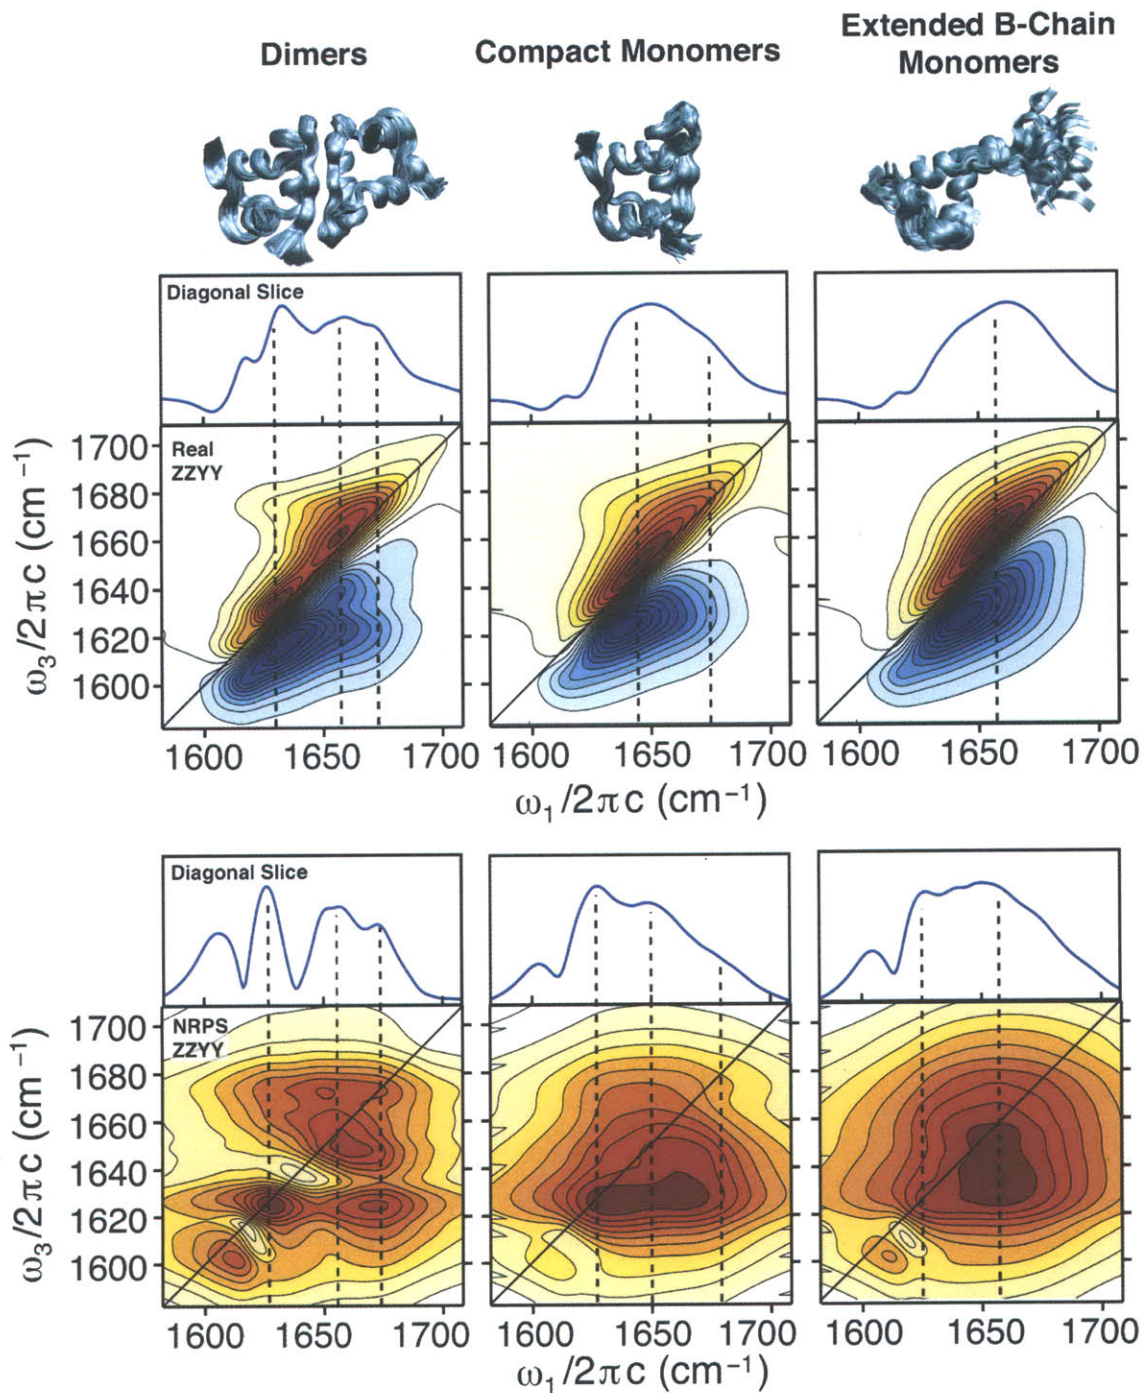 Dimers
Compact Monomers
Extended B-Chain
Monomers
Diagonal Slice
Real
ZZYY
1700
1680
1660
1640
1620
1600
ω₃/2πc (cm⁻¹)
1600 1650 1700
1600 1650 1700
1600 1650 1700
ω₁/2πc (cm⁻¹)
Diagonal Slice
NRPS
ZZYY
1700
1680
1660
1640
1620
1600
ω₃/2πc (cm⁻¹)
1600 1650 1700
1600 1650 1700
1600 1650 1700
ω₁/2πc (cm⁻¹)